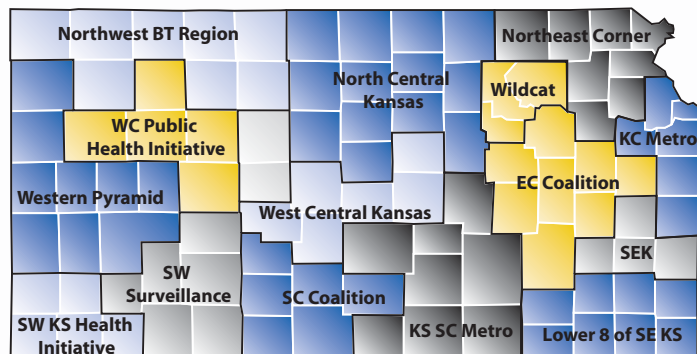 Northwest BT Region
Northeast Corner
North Central
Kansas
Wildcat
WC Public
Health Initiative
KC Metro
Western Pyramid
EC Coalition
West Central Kansas
SEK
SW
Surveillance
SC Coalition
SW KS Health
Initiative
KS SC Metro
Lower 8 of SE KS